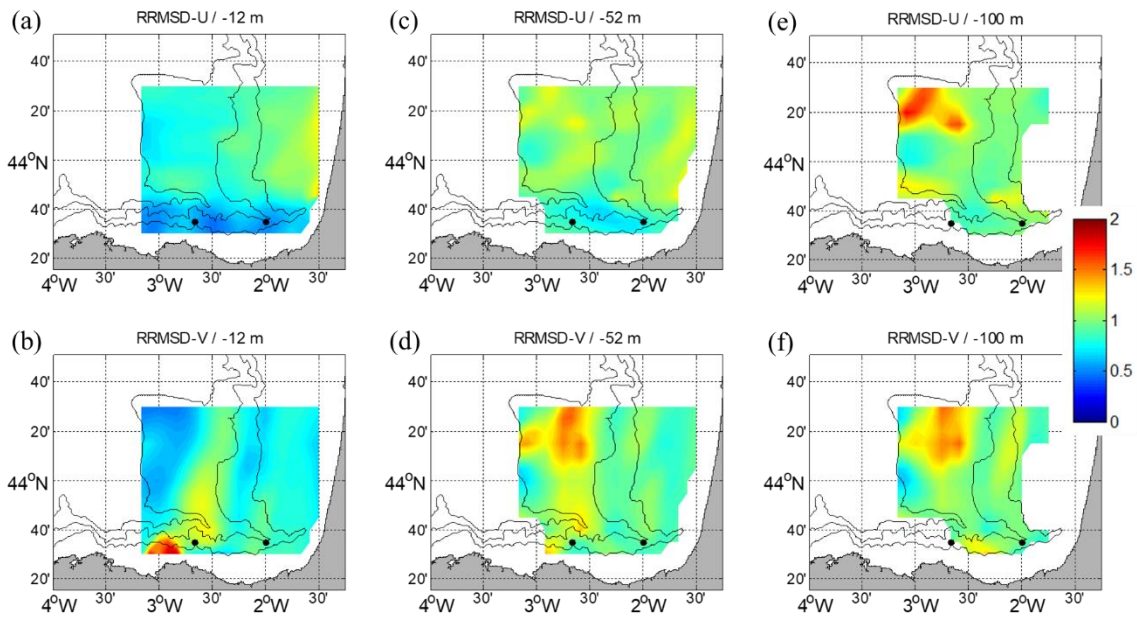 (a) RRMSD-U / -12 m
40'
20'
44°N
40'
20'
4°W 30' 3°W 30' 2°W 30'
(c) RRMSD-U / -52 m
40'
20'
44°N
40'
20'
4°W 30' 3°W 30' 2°W 30'
(e) RRMSD-U / -100 m
40'
20'
44°N
40'
20'
4°W 30' 3°W 30' 2°W 30'
2
1.5
1
0.5
0
(b) RRMSD-V / -12 m
40'
20'
44°N
40'
20'
4°W 30' 3°W 30' 2°W 30'
(d) RRMSD-V / -52 m
40'
20'
44°N
40'
20'
4°W 30' 3°W 30' 2°W 30'
(f) RRMSD-V / -100 m
40'
20'
44°N
40'
20'
4°W 30' 3°W 30' 2°W 30'